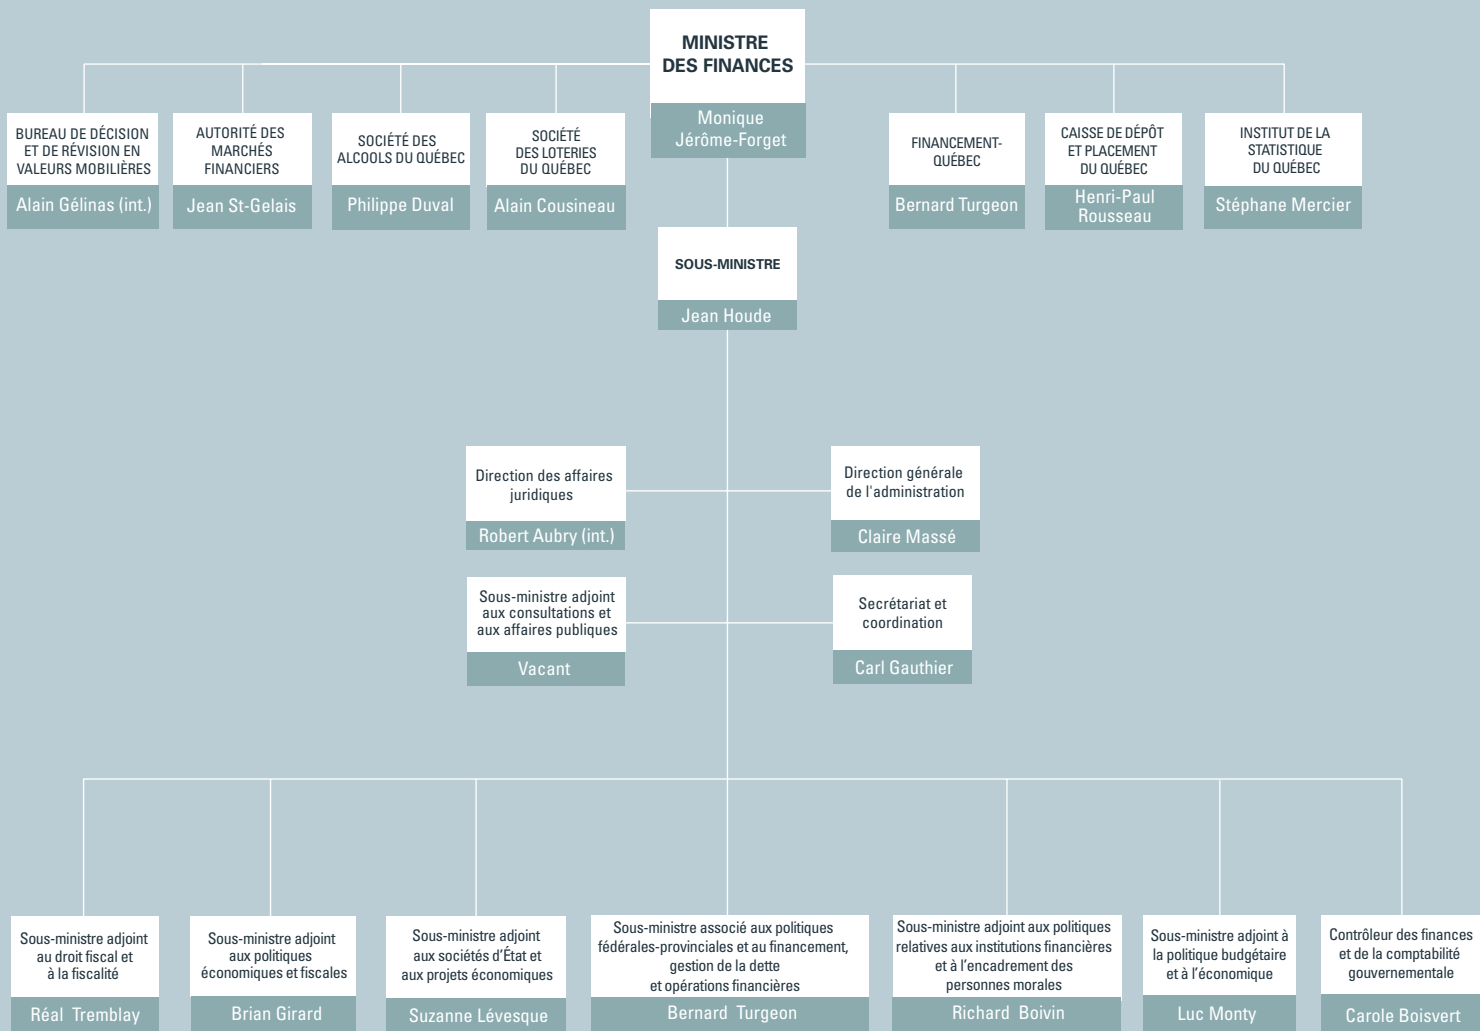 MINISTRE
DES FINANCES
Monique
Jérôme-Forget
BUREAU DE DÉCISION
ET DE RÉVISION EN
VALEURS MOBILIÈRES
Alain Gélinas (int.)
AUTORITÉ DES
MARCHÉS
FINANCIERS
Jean St-Gelais
SOCIÉTÉ DES
ALCOOLS DU QUÉBEC
Philippe Duval
SOCIÉTÉ
DES LOTERIES
DU QUÉBEC
Alain Cousineau
FINANCEMENT-
QUÉBEC
Bernard Turgeon
CAISSE DE DÉPÔT
ET PLACEMENT
DU QUÉBEC
Henri-Paul
Rousseau
INSTITUT DE LA
STATISTIQUE
DU QUÉBEC
Stéphane Mercier
SOUS-MINISTRE
Jean Houde
Direction des affaires
juridiques
Robert Aubry (int.)
Direction générale
de l'administration
Claire Massé
Sous-ministre adjoint
aux consultations et
aux affaires publiques
Vacant
Secrétariat et
coordination
Carl Gauthier
Sous-ministre adjoint
au droit fiscal et
à la fiscalité
Réal Tremblay
Sous-ministre adjoint
aux politiques
économiques et fiscales
Brian Girard
Sous-ministre adjoint
aux sociétés d’État et
aux projets économiques
Suzanne Lévesque
Sous-ministre associé aux politiques
fédérales-provinciales et au financement,
gestion de la dette
et opérations financières
Bernard Turgeon
Sous-ministre adjoint aux politiques
relatives aux institutions financières
et à l’encadrement des
personnes morales
Richard Boivin
Sous-ministre adjoint à
la politique budgétaire
et à l’économique
Luc Monty
Contrôleur des finances
et de la comptabilité
gouvernementale
Carole Boisvert